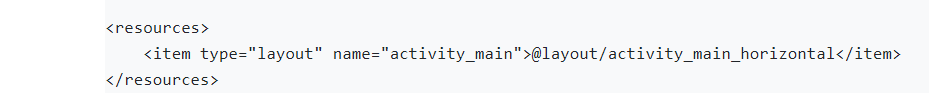 <resources>
    <item type="layout" name="activity_main">@layout/activity_main_horizontal</item>
</resources>